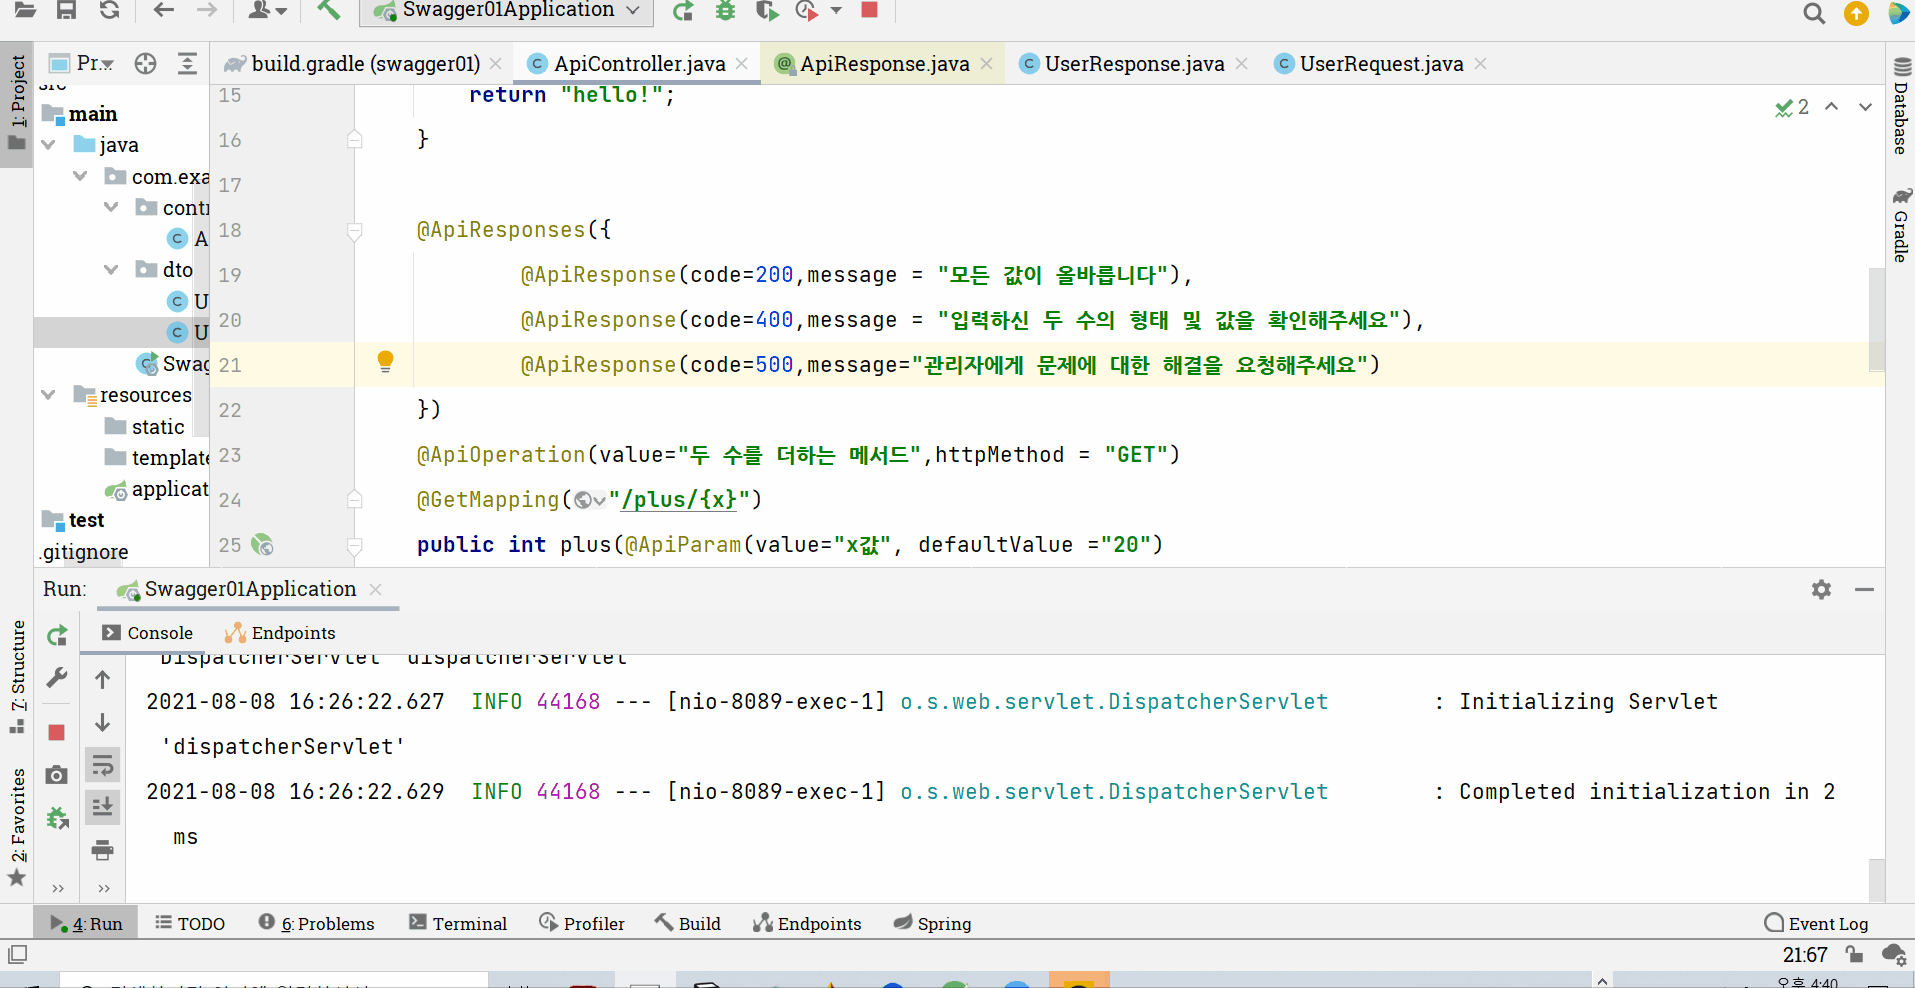 Swagger01Application
1: Project
Pr...
build.gradle (swagger01)
ApiController.java
ApiResponse.java
UserResponse.java
UserRequest.java
Database
Gradle
src
main
java
com.exa
contr
A
dto
U
U
Swag
resources
static
template
applicat
test
.gitignore
2
15 return "hello!";
16 }
17
18 @ApiResponses({
19 @ApiResponse(code=200,message = "모든 값이 올바릅니다"),
20 @ApiResponse(code=400,message = "입력하신 두 수의 형태 및 값을 확인해주세요"),
21 @ApiResponse(code=500,message="관리자에게 문제에 대한 해결을 요청해주세요")
22 })
23 @ApiOperation(value="두 수를 더하는 메서드",httpMethod = "GET")
24 @GetMapping("/plus/{x}")
25 public int plus(@ApiParam(value="x값", defaultValue ="20")
Run: Swagger01Application
Console Endpoints
7: Structure
2: Favorites
DispatcherServlet 'dispatcherServlet'
2021-08-08 16:26:22.627 INFO 44168 --- [nio-8089-exec-1] o.s.web.servlet.DispatcherServlet : Initializing Servlet
'dispatcherServlet'
2021-08-08 16:26:22.629 INFO 44168 --- [nio-8089-exec-1] o.s.web.servlet.DispatcherServlet : Completed initialization in 2
ms
4: Run TODO 6: Problems Terminal Profiler Build Endpoints Spring Event Log
21:67
오후 4:40